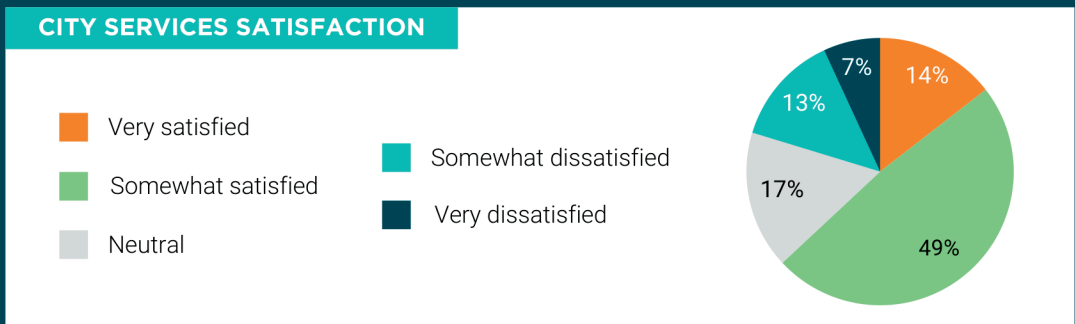 CITY SERVICES SATISFACTION
Very satisfied
Somewhat satisfied
Neutral
Somewhat dissatisfied
Very dissatisfied
7%
14%
13%
17%
49%